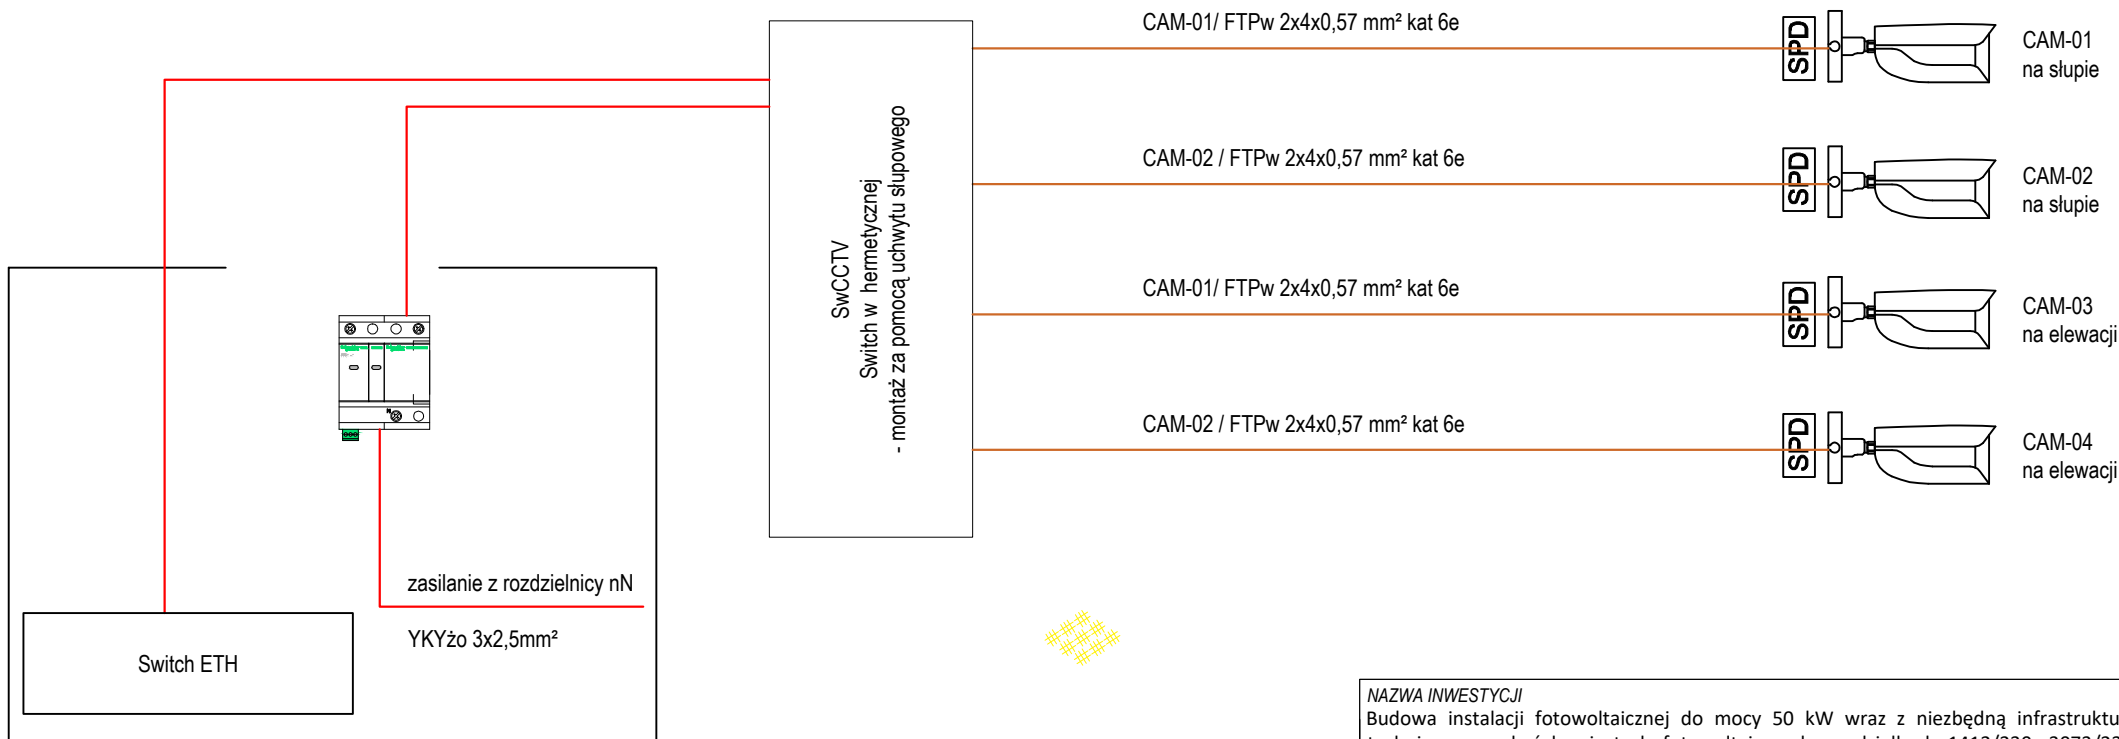 CAM-01/ FTPw 2x4x0,57 mm² kat 6e
SPD
CAM-01
na słupie
CAM-02 / FTPw 2x4x0,57 mm² kat 6e
SPD
CAM-02
na słupie
CAM-01/ FTPw 2x4x0,57 mm² kat 6e
SPD
CAM-03
na elewacji
CAM-02 / FTPw 2x4x0,57 mm² kat 6e
SPD
CAM-04
na elewacji
SwCCTV
Switch w hermetycznej
- montaż za pomocą uchwytu słupowego
zasilanie z rozdzielnicy nN
YKYżo 3x2,5mm²
Switch ETH
NAZWA INWESTYCJI
Budowa instalacji fotowoltaicznej do mocy 50 kW wraz z niezbędną infrastruktu